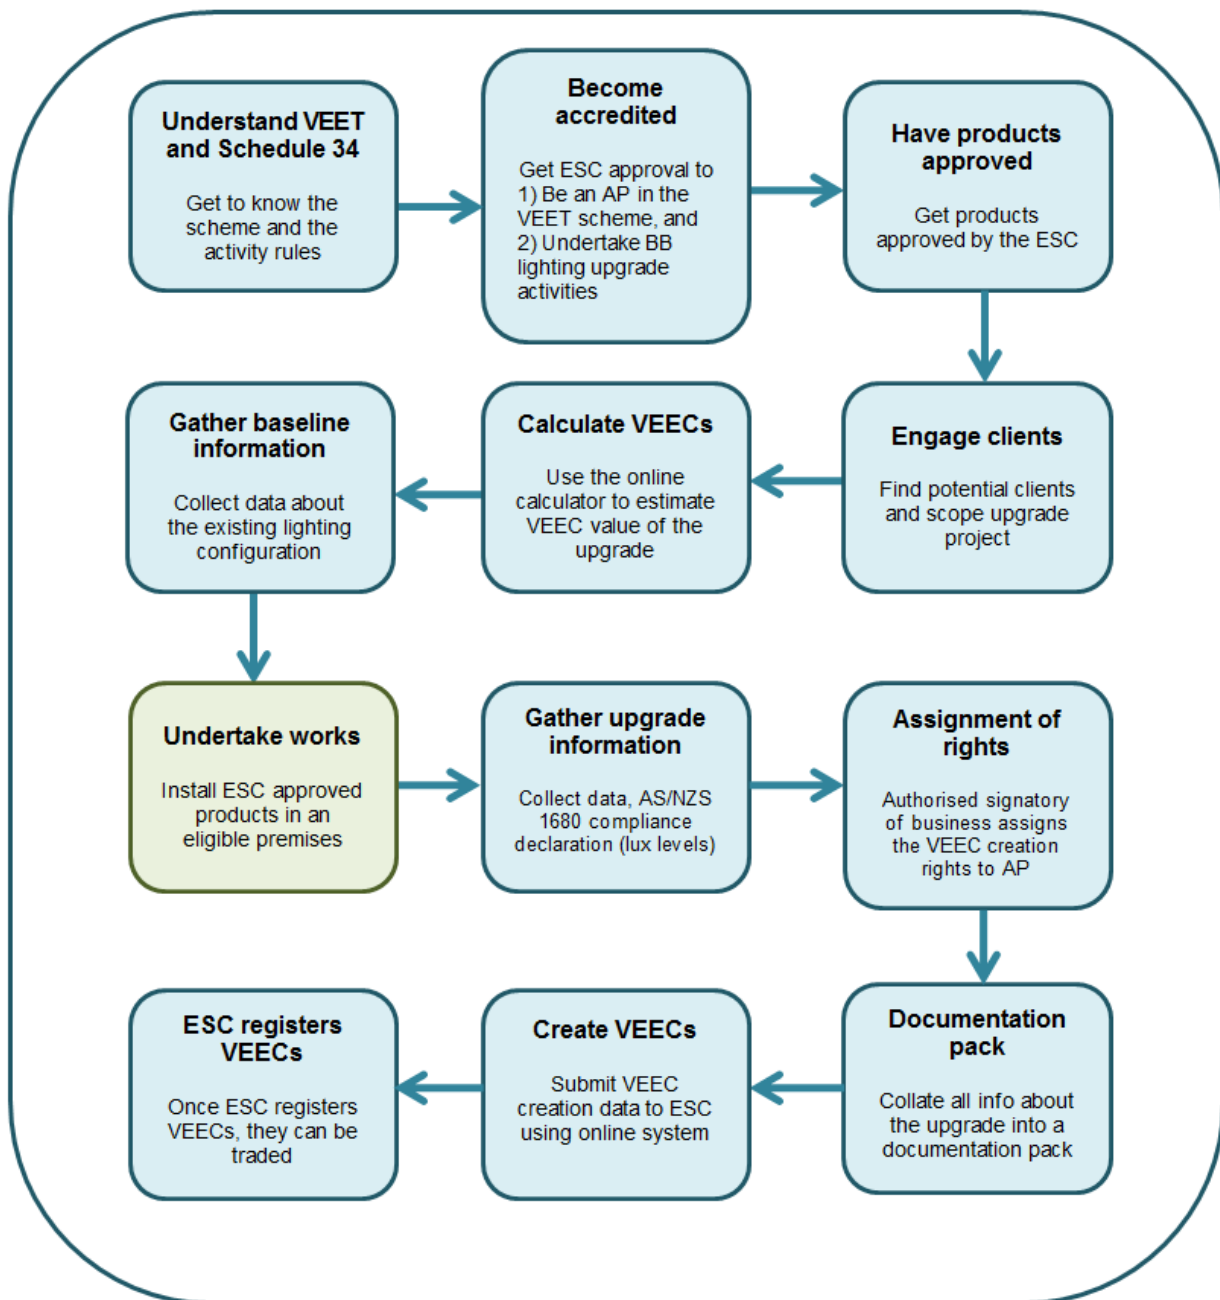 Understand VEET
and Schedule 34
Get to know the
scheme and the
activity rules
Become
accredited
Get ESC approval to
1) Be an AP in the
VEET scheme, and
2) Undertake BB
lighting upgrade
activities
Have products
approved
Get products
approved by the ESC
Engage clients
Find potential clients
and scope upgrade
project
Calculate VEECs
Use the online
calculator to estimate
VEEC value of the
upgrade
Gather baseline
information
Collect data about
the existing lighting
configuration
Undertake works
Install ESC approved
products in an
eligible premises
Gather upgrade
information
Collect data, AS/NZS
1680 compliance
declaration (lux levels)
Assignment of
rights
Authorised signatory
of business assigns
the VEEC creation
rights to AP
Documentation
pack
Collate all info about
the upgrade into a
documentation pack
Create VEECs
Submit VEEC
creation data to ESC
using online system
ESC registers
VEECs
Once ESC registers
VEECs, they can be
traded